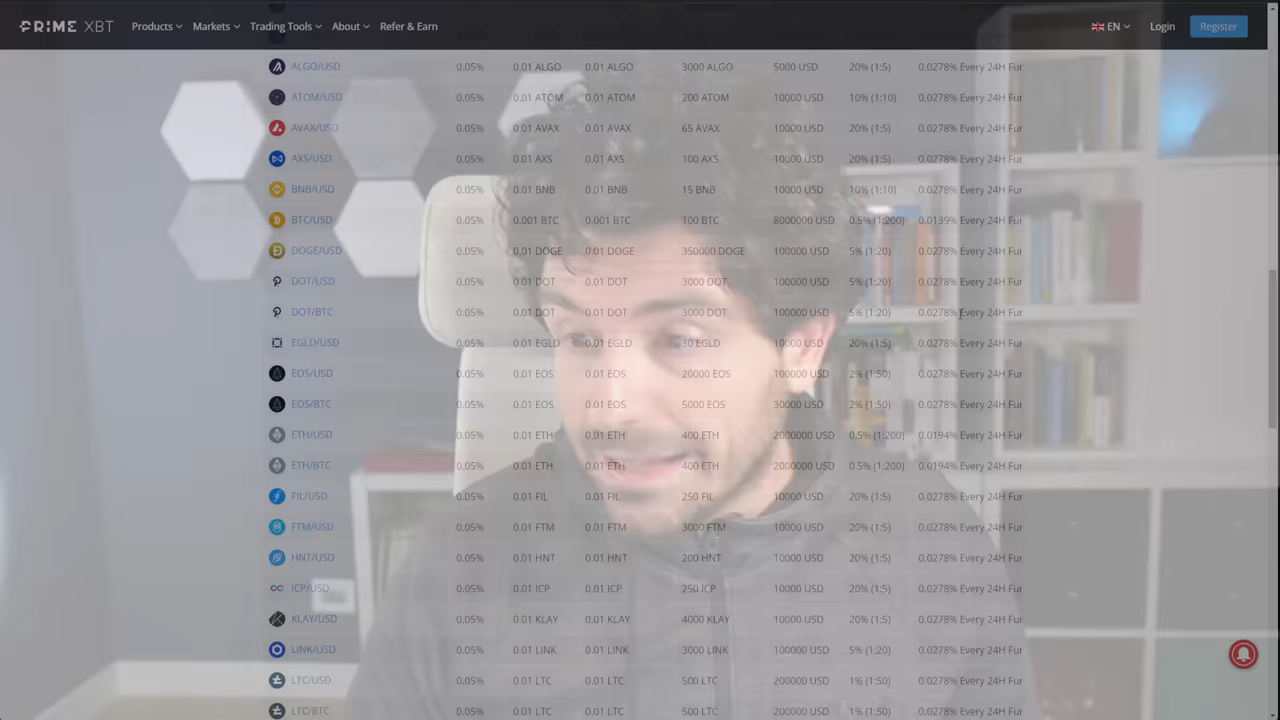 PRIME XBT Products Markets Trading Tools About Refer & Earn EN Login Register
ALGO/USD 0.05% 0.01 ALGO 0.01 ALGO 3000 ALGO 5000 USD 20% (1:5) 0.0278% Every 24H Fur
ATOM/USD 0.05% 0.01 ATOM 0.01 ATOM 200 ATOM 10000 USD 10% (1:10) 0.0278% Every 24H Fur
AVAX/USD 0.05% 0.01 AVAX 0.01 AVAX 65 AVAX 10000 USD 20% (1:5) 0.0278% Every 24H Fur
AXS/USD 0.05% 0.01 AXS 0.01 AXS 100 AXS 10000 USD 20% (1:5) 0.0278% Every 24H Fur
BNB/USD 0.05% 0.01 BNB 0.01 BNB 15 BNB 10000 USD 10% (1:10) 0.0278% Every 24H Fur
BTC/USD 0.05% 0.001 BTC 0.001 BTC 100 BTC 8000000 USD 0.5% (1:200) 0.0139% Every 24H Fur
DOGE/USD 0.05% 0.01 DOGE 0.01 DOGE 350000 DOGE 100000 USD 5% (1:20) 0.0278% Every 24H Fur
DOT/USD 0.05% 0.01 DOT 0.01 DOT 3000 DOT 100000 USD 5% (1:20) 0.0278% Every 24H Fur
DOT/BTC 0.05% 0.01 DOT 0.01 DOT 3000 DOT 100000 USD 5% (1:20) 0.0278% Every 24H Fur
EGLD/USD 0.05% 0.01 EGLD 0.01 EGLD 30 EGLD 10000 USD 20% (1:5) 0.0278% Every 24H Fur
EOS/USD 0.05% 0.01 EOS 0.01 EOS 20000 EOS 100000 USD 2% (1:50) 0.0278% Every 24H Fur
EOS/BTC 0.05% 0.01 EOS 0.01 EOS 5000 EOS 30000 USD 2% (1:50) 0.0278% Every 24H Fur
ETH/USD 0.05% 0.01 ETH 0.01 ETH 400 ETH 2000000 USD 0.5% (1:200) 0.0194% Every 24H Fur
ETH/BTC 0.05% 0.01 ETH 0.01 ETH 400 ETH 2000000 USD 0.5% (1:200) 0.0194% Every 24H Fur
FIL/USD 0.05% 0.01 FIL 0.01 FIL 250 FIL 10000 USD 20% (1:5) 0.0278% Every 24H Fur
FTM/USD 0.05% 0.01 FTM 0.01 FTM 3000 FTM 10000 USD 20% (1:5) 0.0278% Every 24H Fur
HNT/USD 0.05% 0.01 HNT 0.01 HNT 200 HNT 10000 USD 20% (1:5) 0.0278% Every 24H Fur
ICP/USD 0.05% 0.01 ICP 0.01 ICP 250 ICP 10000 USD 20% (1:5) 0.0278% Every 24H Fur
KLAY/USD 0.05% 0.01 KLAY 0.01 KLAY 4000 KLAY 10000 USD 20% (1:5) 0.0278% Every 24H Fur
LINK/USD 0.05% 0.01 LINK 0.01 LINK 3000 LINK 100000 USD 5% (1:20) 0.0278% Every 24H Fur
LTC/USD 0.05% 0.01 LTC 0.01 LTC 500 LTC 200000 USD 1% (1:50) 0.0278% Every 24H Fur
LTC/BTC 0.05% 0.01 LTC 0.01 LTC 500 LTC 200000 USD 1% (1:50) 0.0278% Every 24H Fur